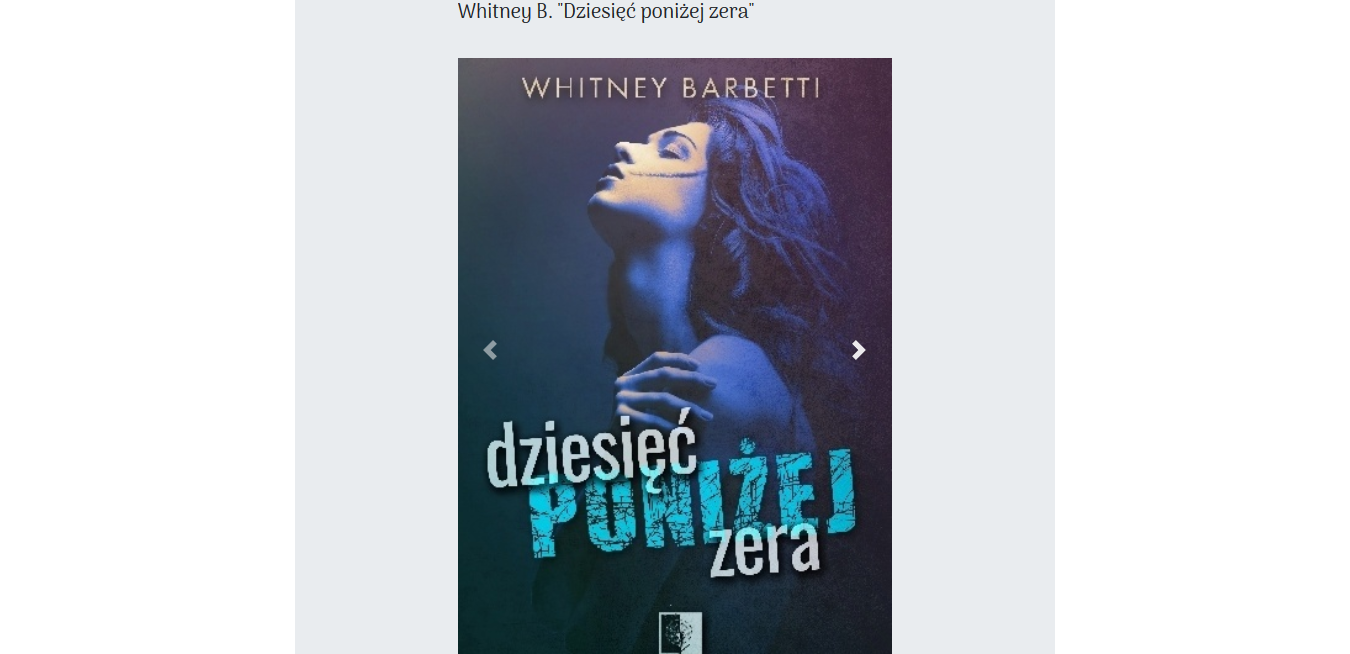 Whitney B. "Dziesięć poniżej zera"
WHITNEY BARBETTI
dziesięć
PONIŻEJ
zera